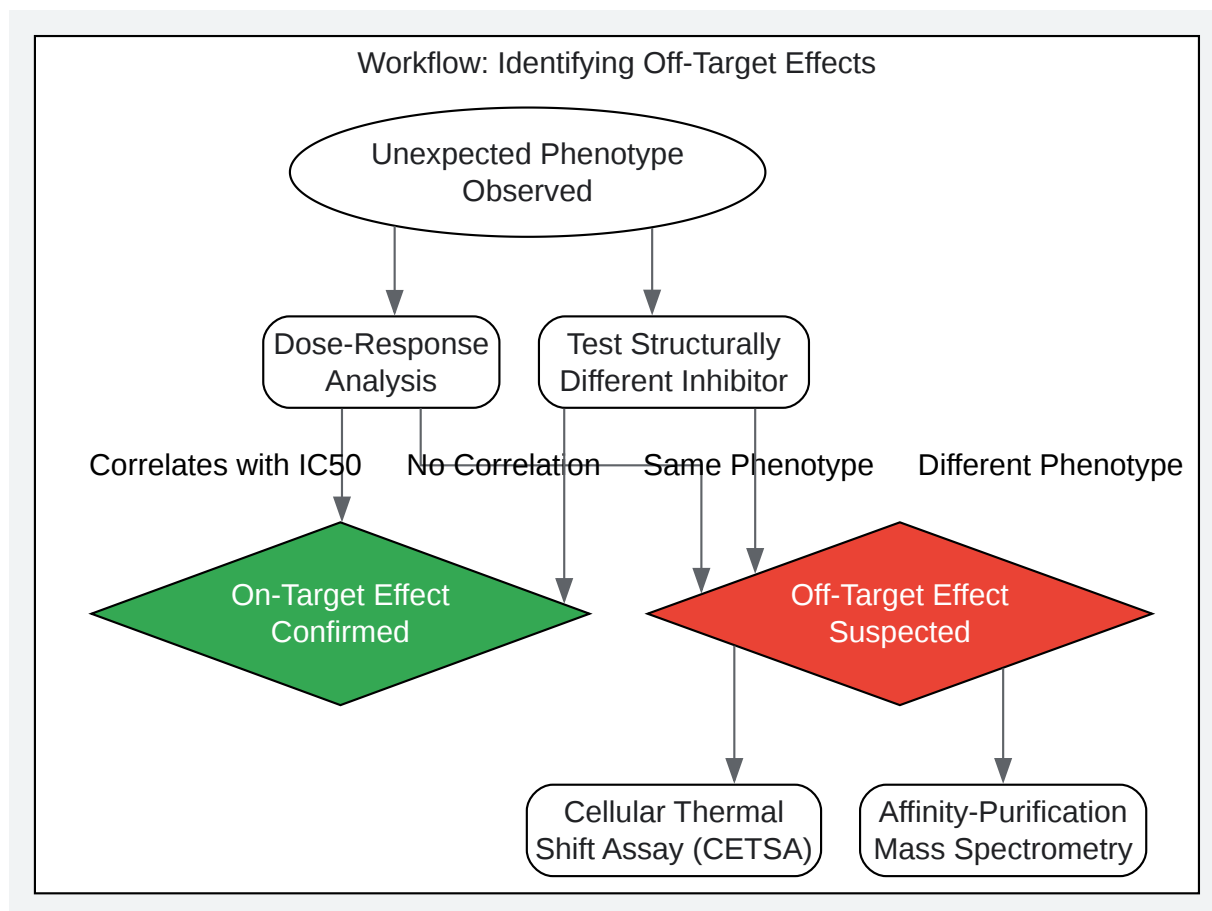 Workflow: Identifying Off-Target Effects
Unexpected Phenotype
Observed
Dose-Response
Analysis
Test Structurally
Different Inhibitor
Correlates with IC50
No Correlation
Same Phenotype
Different Phenotype
On-Target Effect
Confirmed
Off-Target Effect
Suspected
Cellular Thermal
Shift Assay (CETSA)
Affinity-Purification
Mass Spectrometry